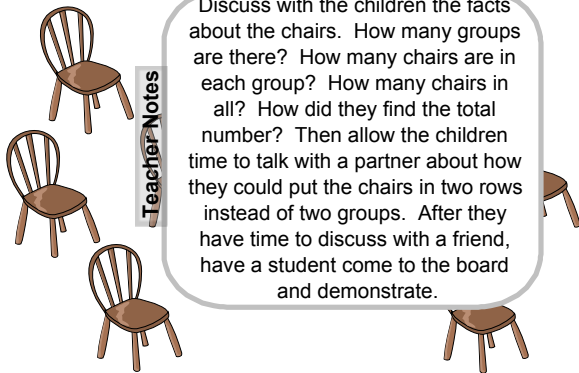 Discuss with the children the facts
about the chairs. How many groups
are there? How many chairs are in
each group? How many chairs in
all? How did they find the total
number? Then allow the children
time to talk with a partner about how
they could put the chairs in two rows
instead of two groups. After they
have time to discuss with a friend,
have a student come to the board
and demonstrate.
Teacher Notes